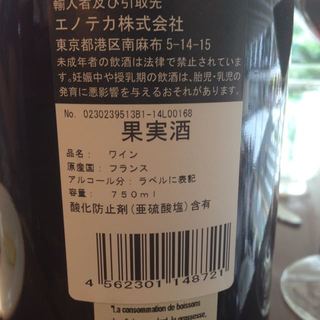 輸入者及び引取先
エノテカ株式会社
東京都港区南麻布 5-14-15
未成年者の飲酒は法律で禁止されていま
す。妊娠中や授乳期の飲酒は、胎児・乳児の
発育に悪影響を与えるおそれがあります。
No. 0230239513B1-14L00168
果実酒
品名: ワイン
原産国: フランス
アルコール分: ラベルに表記
容量: 750ml
酸化防止剤(亜硫酸塩)含有
4 562301 148721
"La consommation de boissons